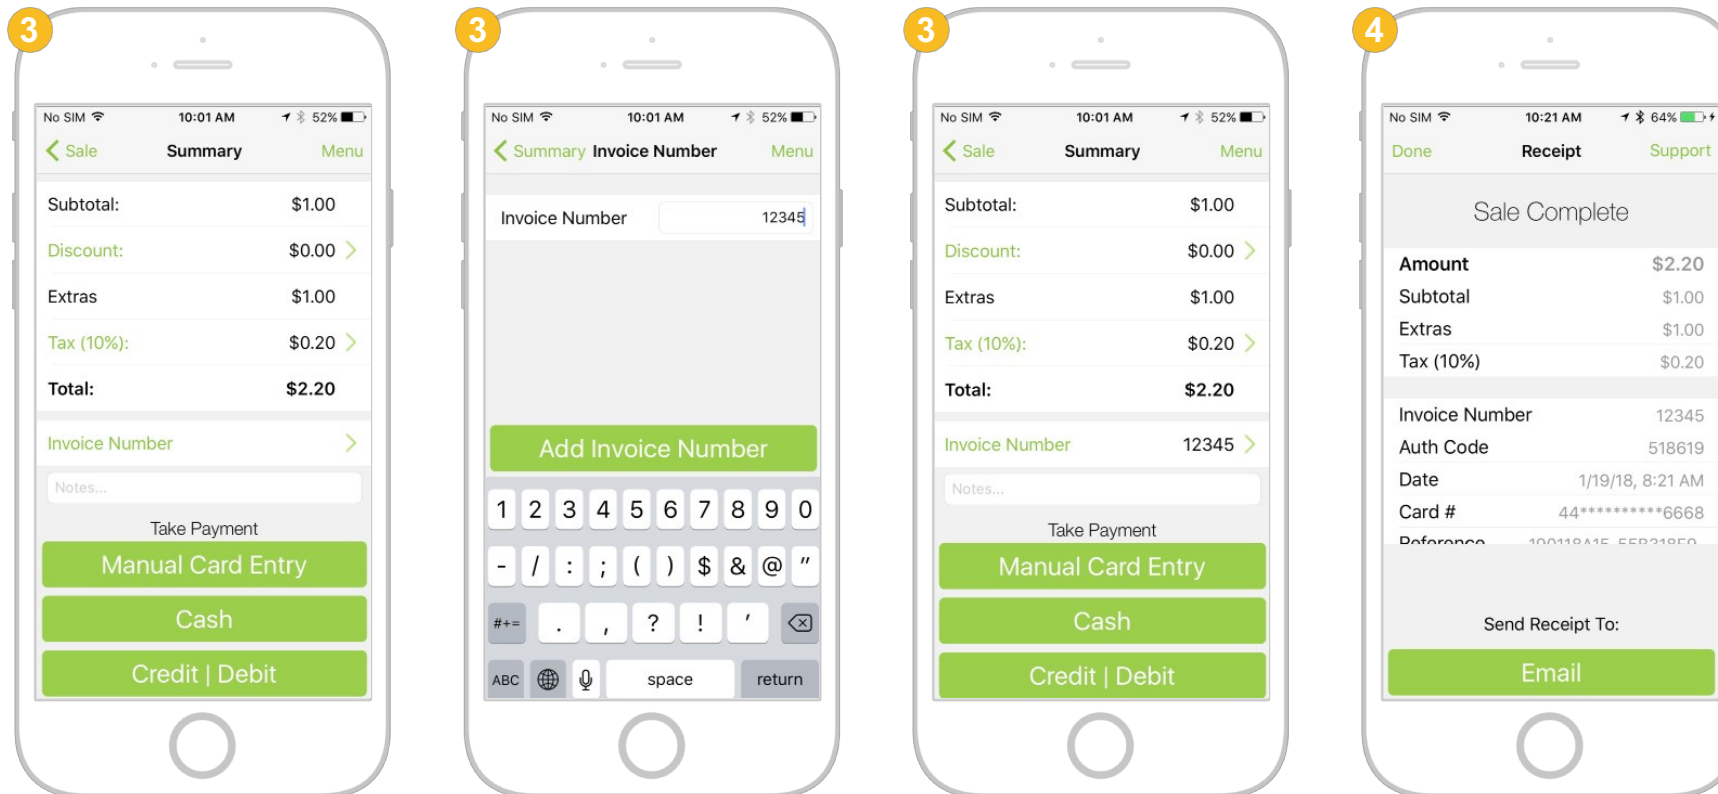 3
No SIM 10:01 AM 52%
Sale Summary Menu
Subtotal: $1.00
Discount: $0.00
Extras $1.00
Tax (10%): $0.20
Total: $2.20
Invoice Number
Notes...
Take Payment
Manual Card Entry
Cash
Credit | Debit
3
No SIM 10:01 AM 52%
Summary Invoice Number Menu
Invoice Number 12345
Add Invoice Number
1 2 3 4 5 6 7 8 9 0
- / : ; ( ) $ & @ "
#+= . , ? ! '
ABC space return
3
No SIM 10:01 AM 52%
Sale Summary Menu
Subtotal: $1.00
Discount: $0.00
Extras $1.00
Tax (10%): $0.20
Total: $2.20
Invoice Number 12345
Notes...
Take Payment
Manual Card Entry
Cash
Credit | Debit
4
No SIM 10:21 AM 64%
Done Receipt Support
Sale Complete
Amount $2.20
Subtotal $1.00
Extras $1.00
Tax (10%) $0.20
Invoice Number 12345
Auth Code 518619
Date 1/19/18, 8:21 AM
Card # 44**********6668
Reference
Send Receipt To:
Email